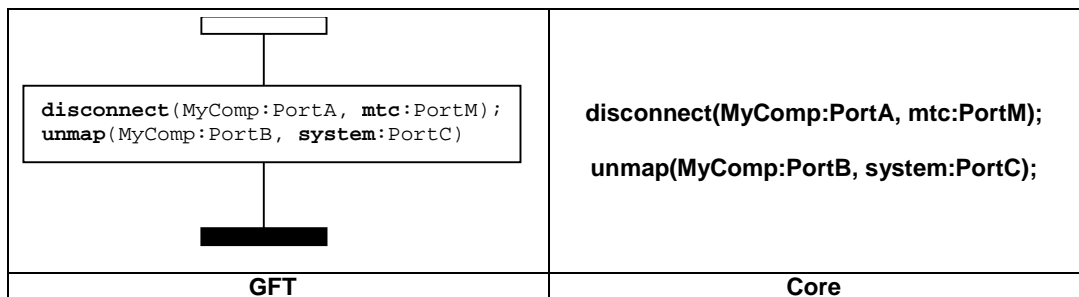 disconnect(MyComp:PortA, mtc:PortM);
unmap(MyComp:PortB, system:PortC)
disconnect(MyComp:PortA, mtc:PortM);
unmap(MyComp:PortB, system:PortC);
GFT
Core